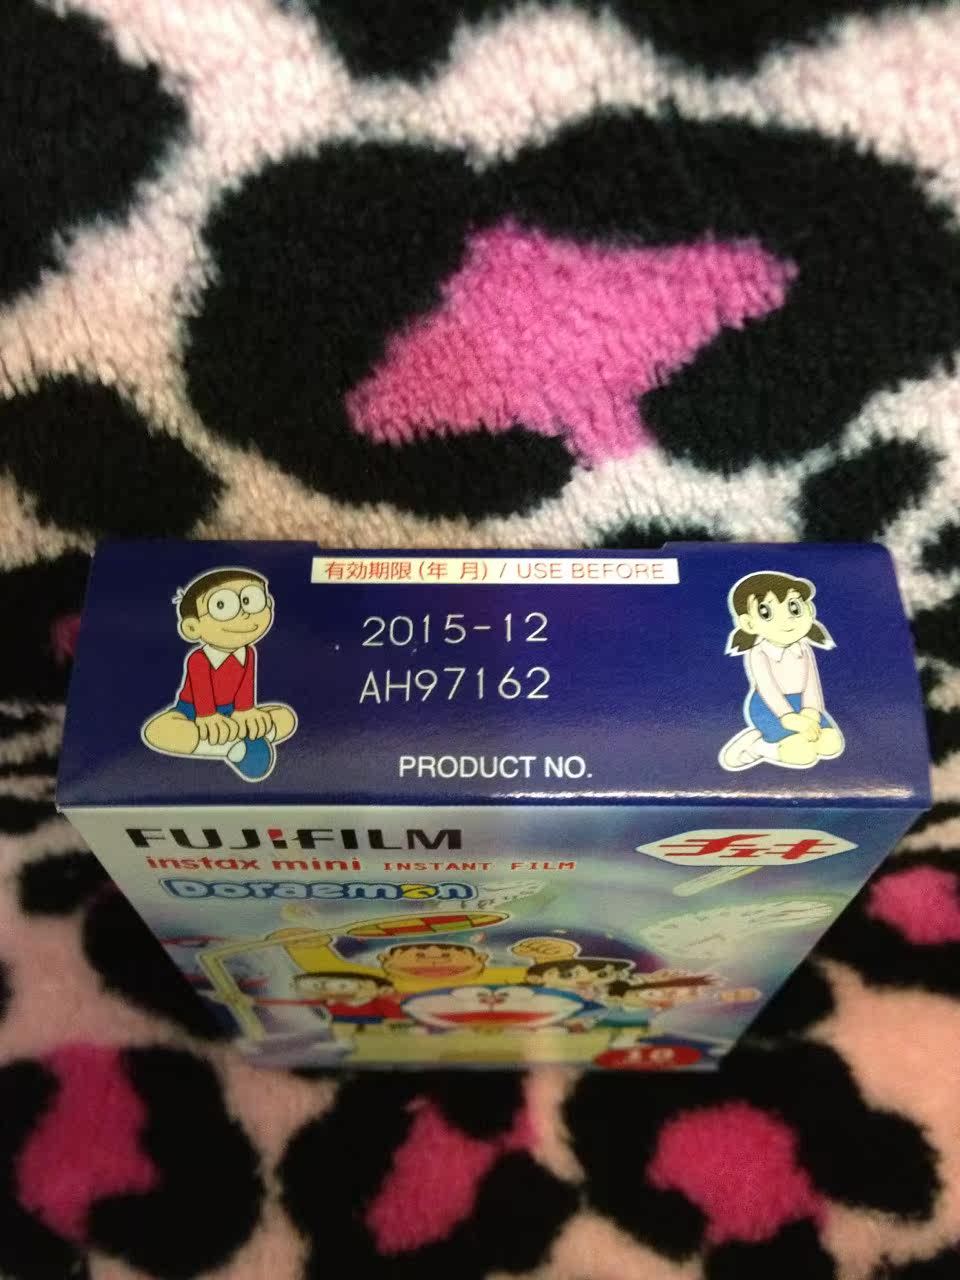 有効期限(年 月) / USE BEFORE
2015-12
AH97162
PRODUCT NO.
FUJIFILM
チェキ
instax mini INSTANT FILM
Doraemon
10